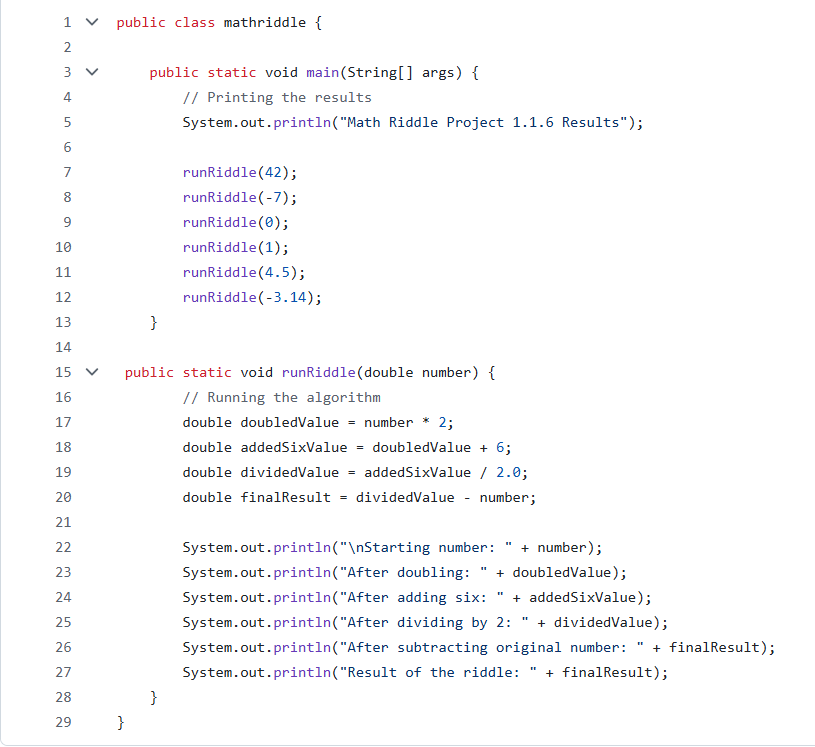 1 public class mathriddle {
2
3     public static void main(String[] args) {
4         // Printing the results
5         System.out.println("Math Riddle Project 1.1.6 Results");
6
7         runRiddle(42);
8         runRiddle(-7);
9         runRiddle(0);
10         runRiddle(1);
11         runRiddle(4.5);
12         runRiddle(-3.14);
13     }
14
15  public static void runRiddle(double number) {
16         // Running the algorithm
17         double doubledValue = number * 2;
18         double addedSixValue = doubledValue + 6;
19         double dividedValue = addedSixValue / 2.0;
20         double finalResult = dividedValue - number;
21
22         System.out.println("\nStarting number: " + number);
23         System.out.println("After doubling: " + doubledValue);
24         System.out.println("After adding six: " + addedSixValue);
25         System.out.println("After dividing by 2: " + dividedValue);
26         System.out.println("After subtracting original number: " + finalResult);
27         System.out.println("Result of the riddle: " + finalResult);
28     }
29 }